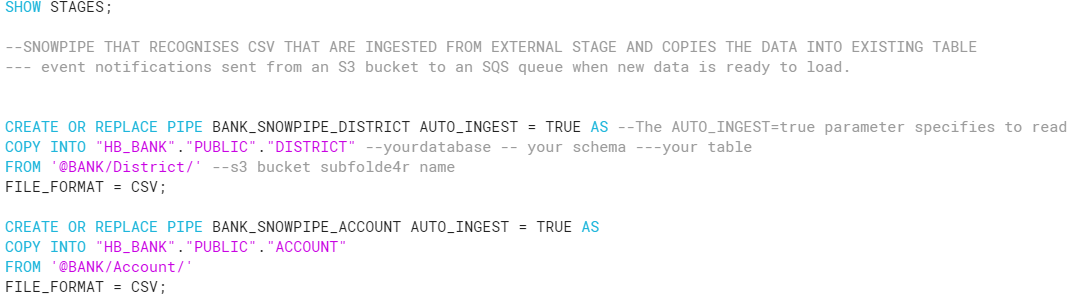 SHOW STAGES;
--SNOWPIPE THAT RECOGNISES CSV THAT ARE INGESTED FROM EXTERNAL STAGE AND COPIES THE DATA INTO EXISTING TABLE
--- event notifications sent from an S3 bucket to an SQS queue when new data is ready to load.
CREATE OR REPLACE PIPE BANK_SNOWPIPE_DISTRICT AUTO_INGEST = TRUE AS --The AUTO_INGEST=true parameter specifies to read
COPY INTO "HB_BANK"."PUBLIC"."DISTRICT" --yourdatabase -- your schema ---your table
FROM '@BANK/District/' --s3 bucket subfolde4r name
FILE_FORMAT = CSV;
CREATE OR REPLACE PIPE BANK_SNOWPIPE_ACCOUNT AUTO_INGEST = TRUE AS
COPY INTO "HB_BANK"."PUBLIC"."ACCOUNT"
FROM '@BANK/Account/'
FILE_FORMAT = CSV;